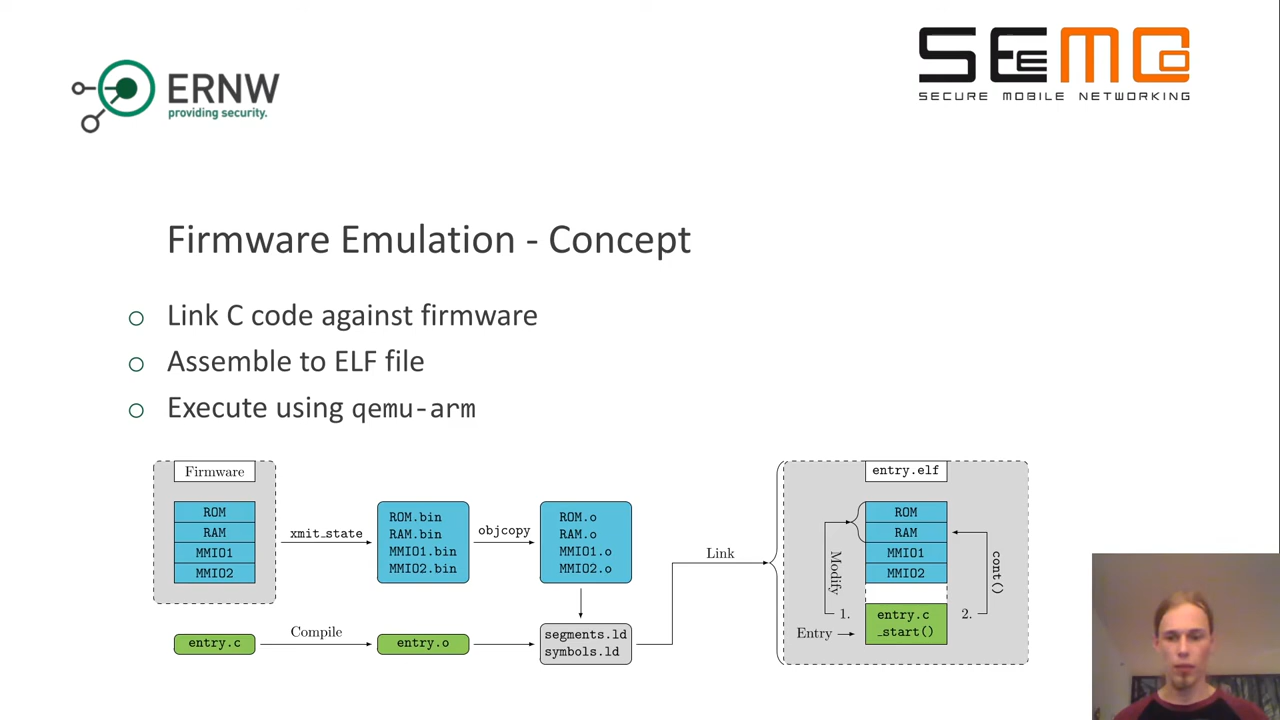 ERNW
providing security.
SEEMOO
SECURE MOBILE NETWORKING
Firmware Emulation - Concept
Link C code against firmware
Assemble to ELF file
Execute using qemu-arm
Firmware
ROM
RAM
MMIO1
MMIO2
xmit_state
ROM.bin
RAM.bin
MMIO1.bin
MMIO2.bin
objcopy
ROM.o
RAM.o
MMIO1.o
MMIO2.o
entry.c
Compile
entry.o
segments.ld
symbols.ld
Link
entry.elf
ROM
RAM
MMIO1
MMIO2
Modify
1.
cont()
2.
Entry
entry.c
_start()